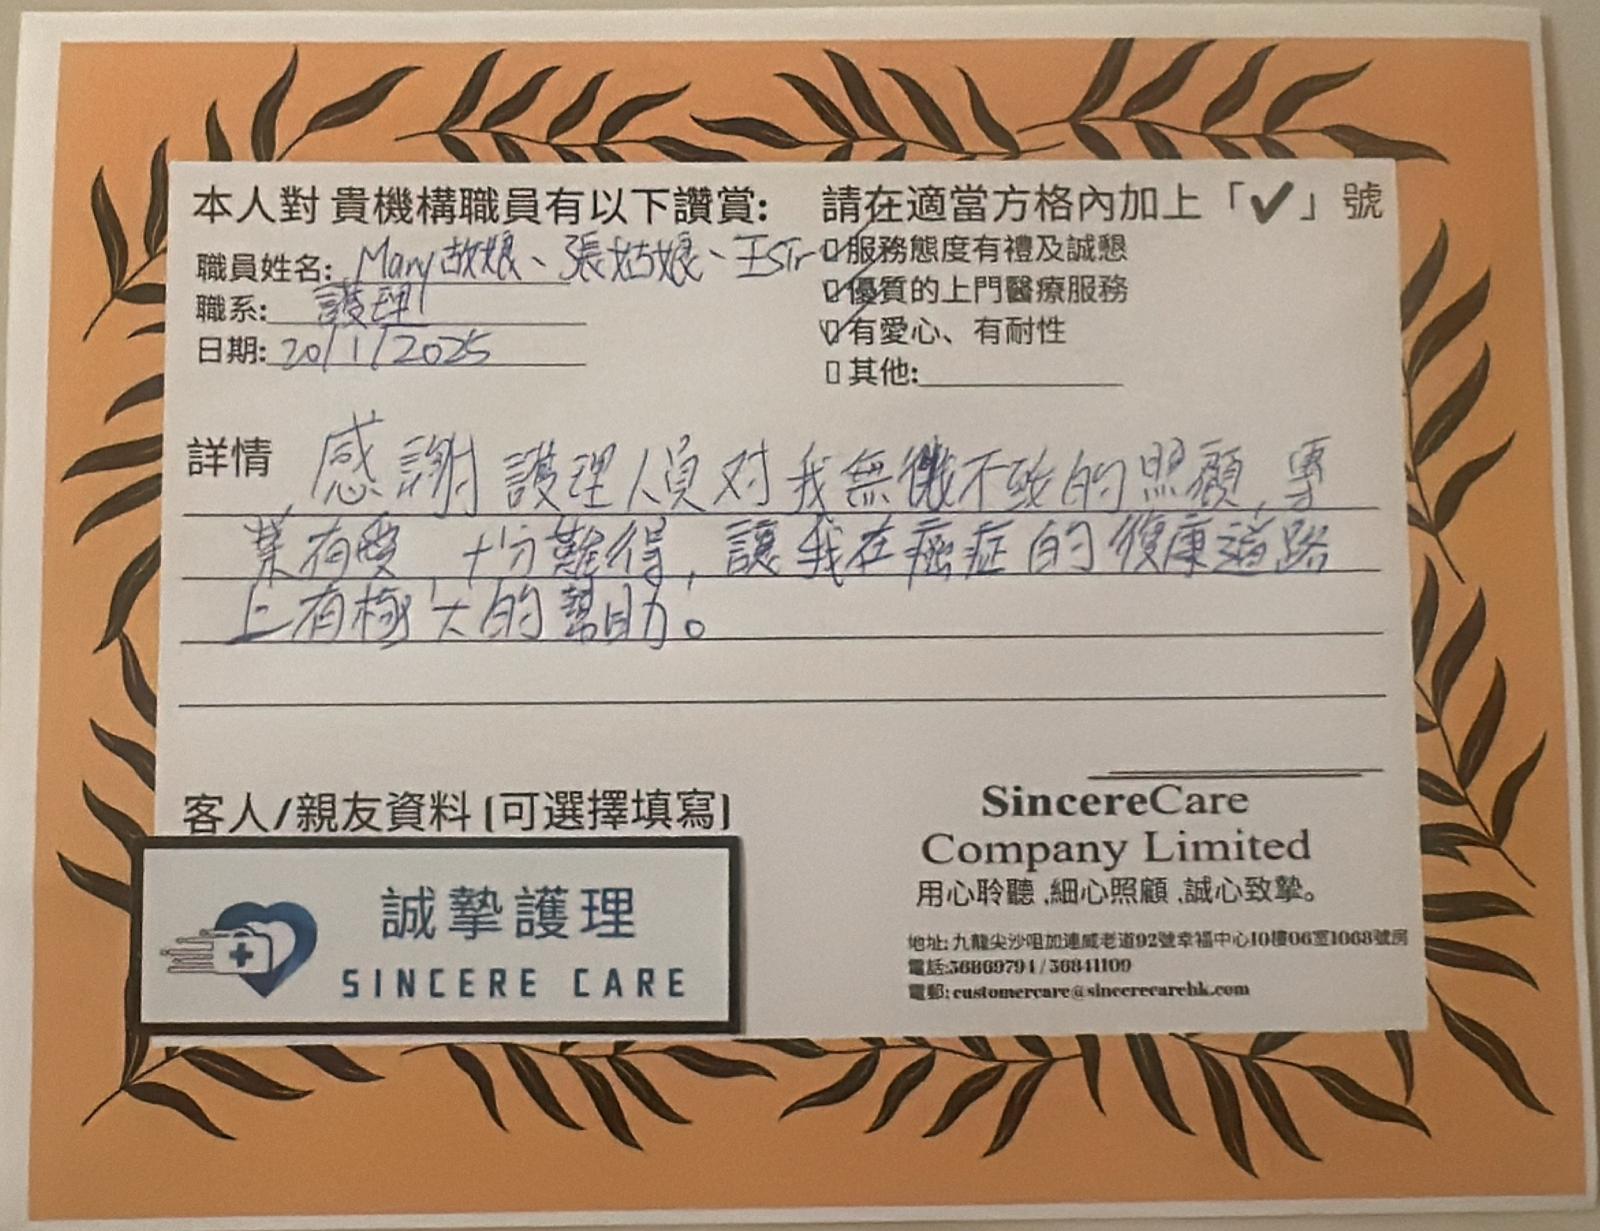 本人對 貴機構職員有以下讚賞:
職員姓名: Mary姑娘、張姑娘、王Sir
職系: 護理
日期: 20/1/2025
請在適當方格內加上「✔」號
服務態度有禮及誠懇
優質的上門醫療服務
有愛心、有耐性
其他:
詳情 感謝護理人員对我無微不致的照顧,專
業有愛,十分難得,讓我在癌症的復康道路
上有極大的幫助。
客人/親友資料 (可選擇填寫)
誠摯護理
SINCERE CARE
SincereCare
Company Limited
用心聆聽 ,細心照顧 ,誠心致摯。
地址: 九龍尖沙咀加連威老道92號幸福中心10樓06室1068號房
電話:56869794 / 56841109
電郵: customercare@sincerecarehk.com